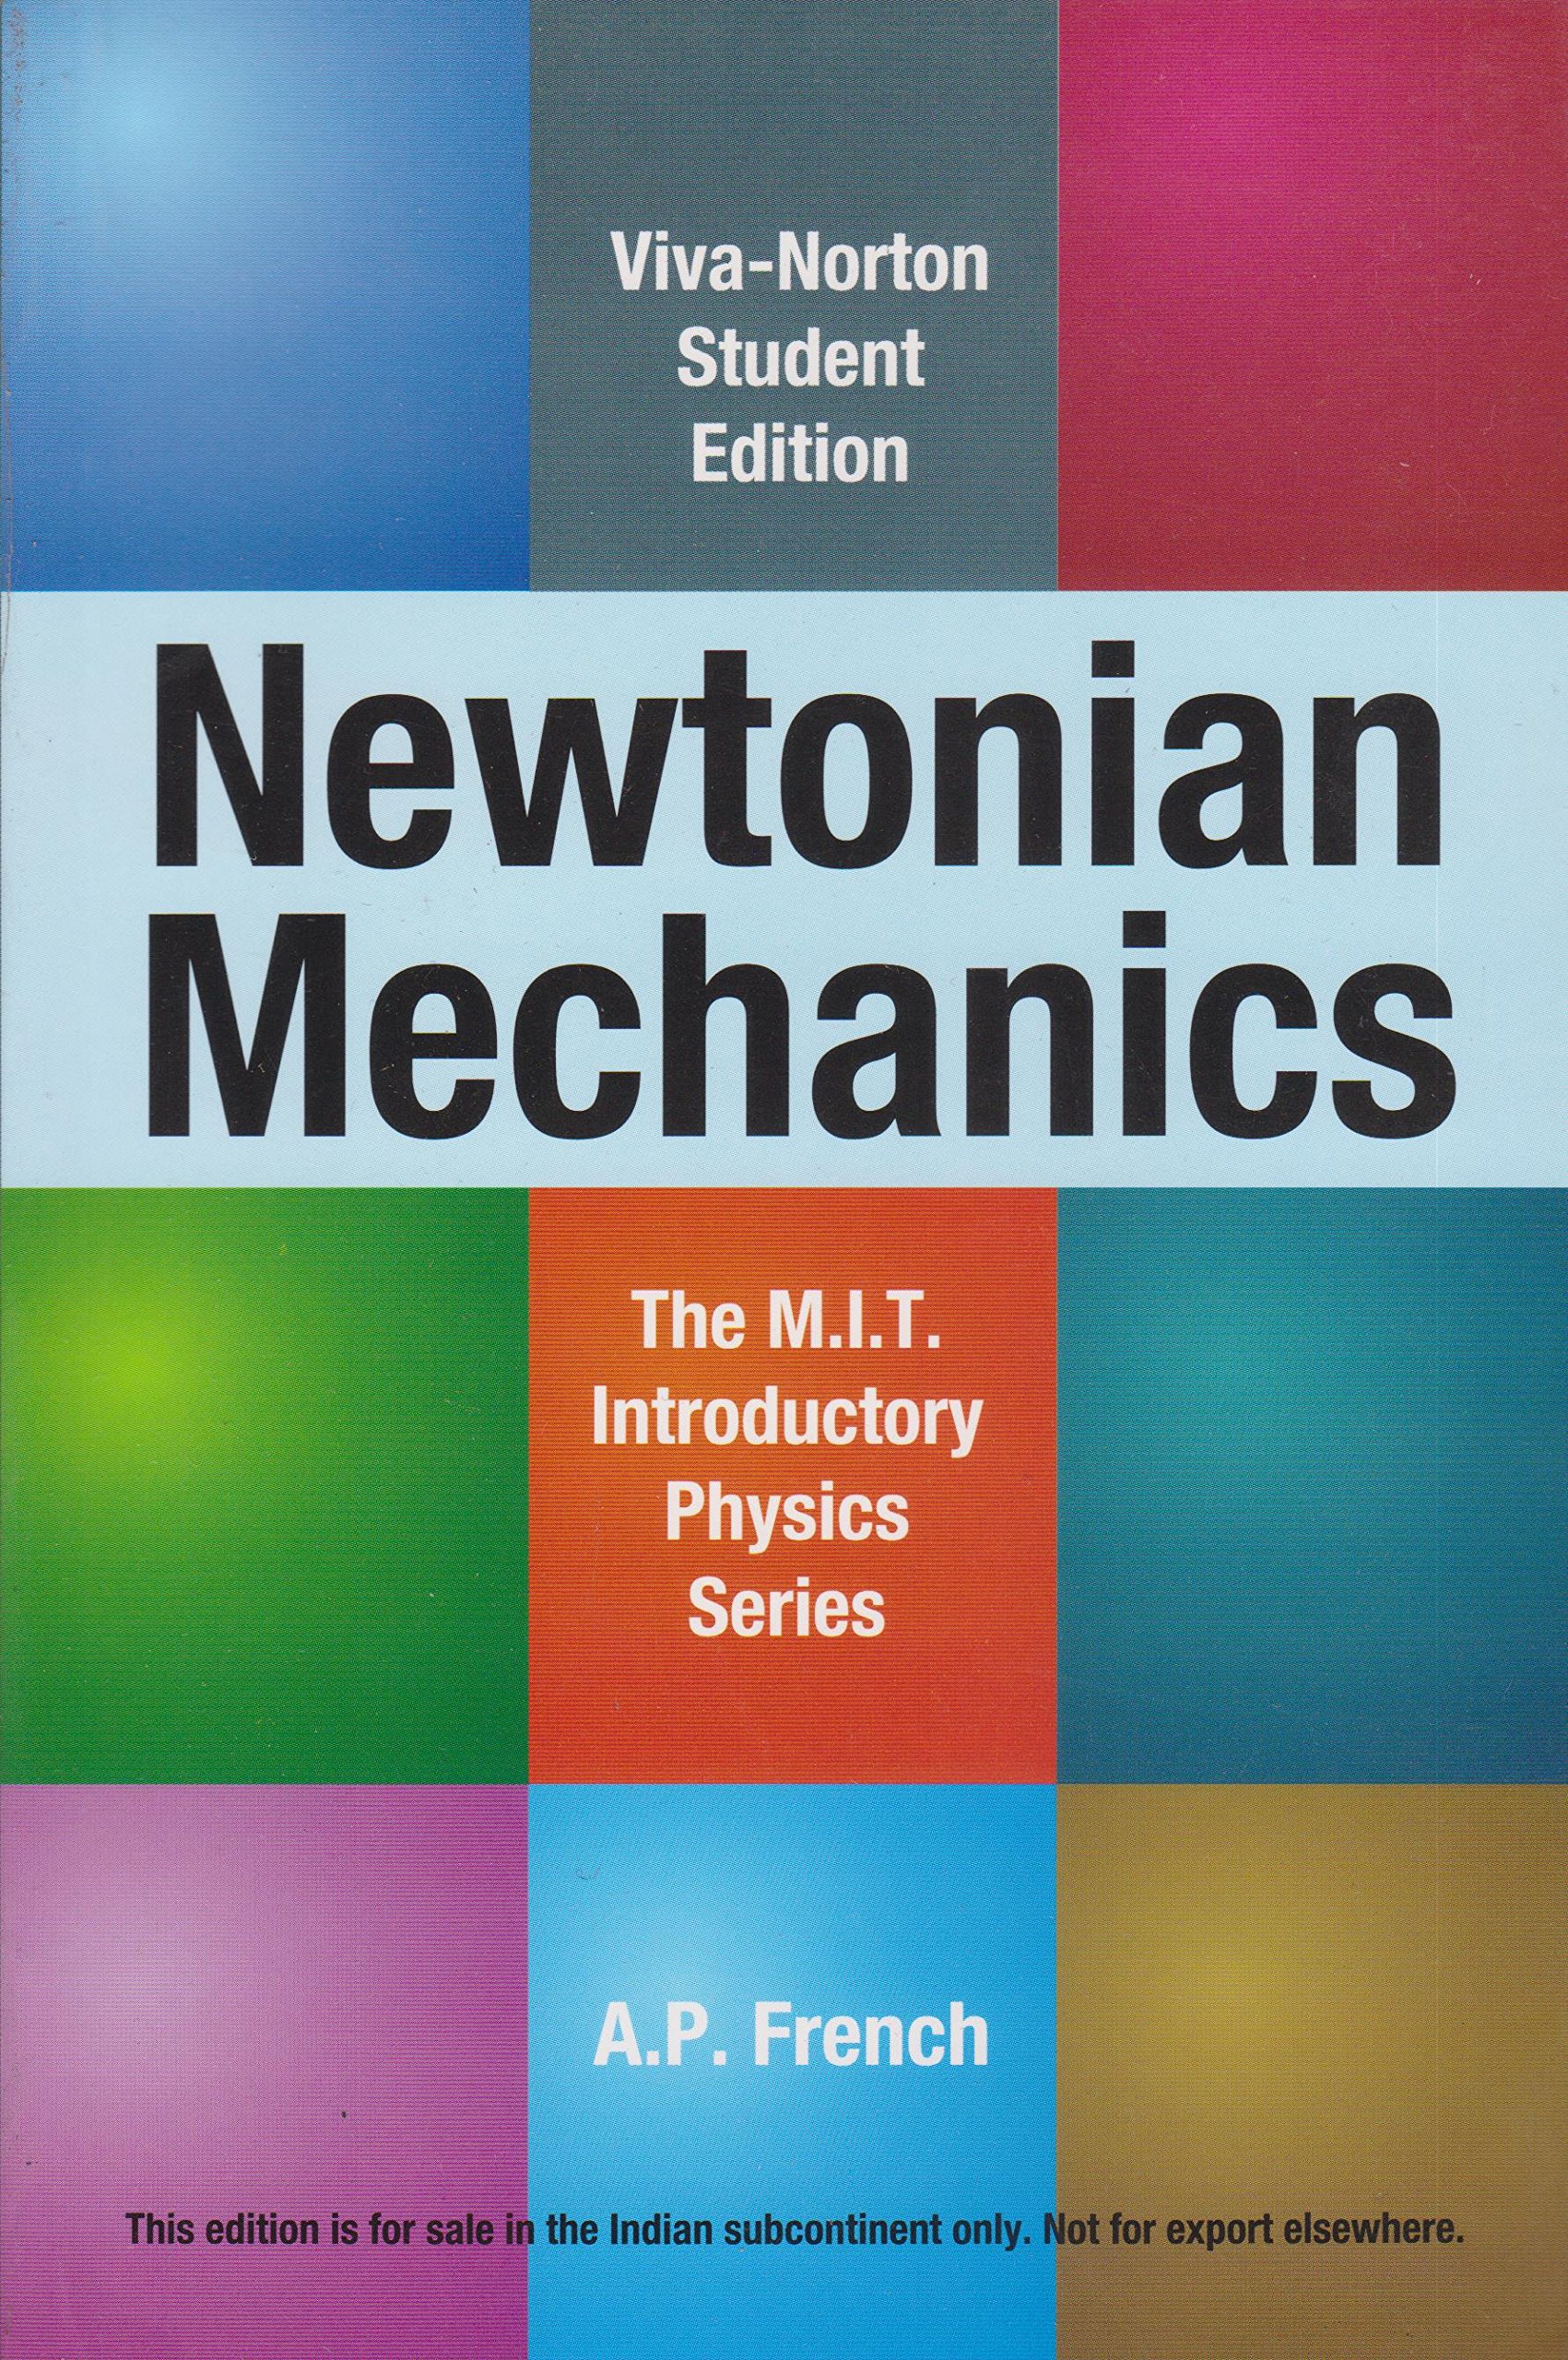 Viva-Norton
Student
Edition
Newtonian
Mechanics
The M.I.T.
Introductory
Physics
Series
A.P. French
This edition is for sale in the Indian subcontinent only. Not for export elsewhere.